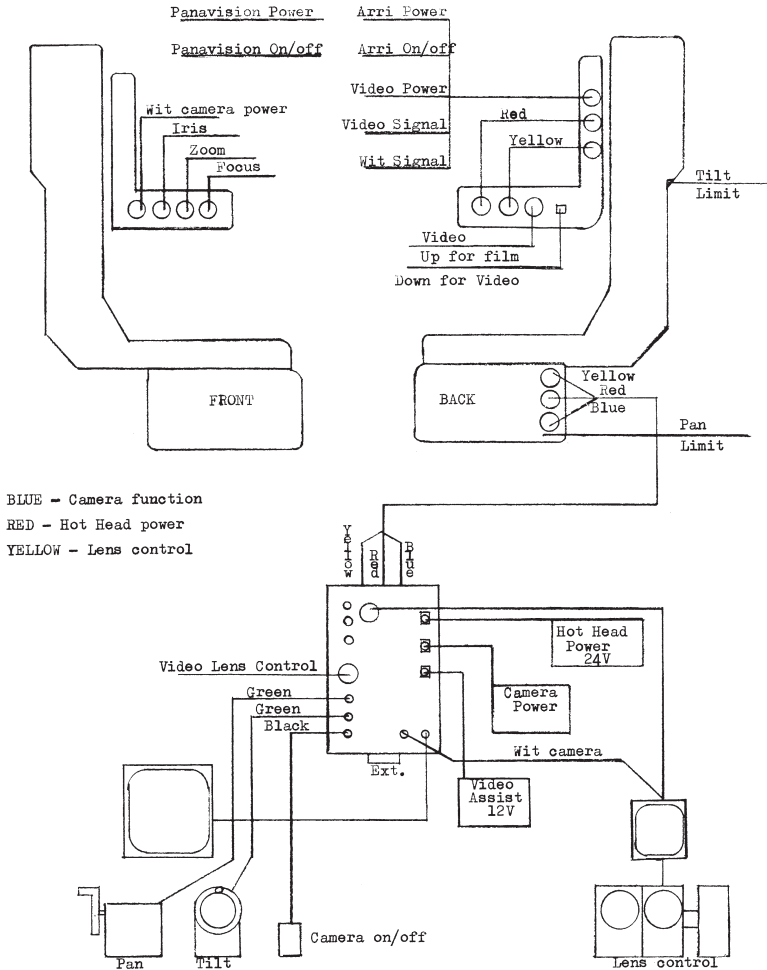 Panavision Power
Arri Power
Panavision On/off
Arri On/off
Video Power
Wit camera power
Red
Iris
Video Signal
Yellow
Zoom
Wit Signal
Focus
Tilt
Limit
Video
Up for film
Down for Video
Yellow
Red
Blue
FRONT
BACK
Pan
Limit
BLUE - Camera function
RED - Hot Head power
YELLOW - Lens control
Yellow
Red
Blue
Hot Head
Power
24V
Video Lens Control
Green
Camera
Power
Green
Black
Wit camera
Ext.
Video
Assist
12V
Camera on/off
Pan
Tilt
Lens control